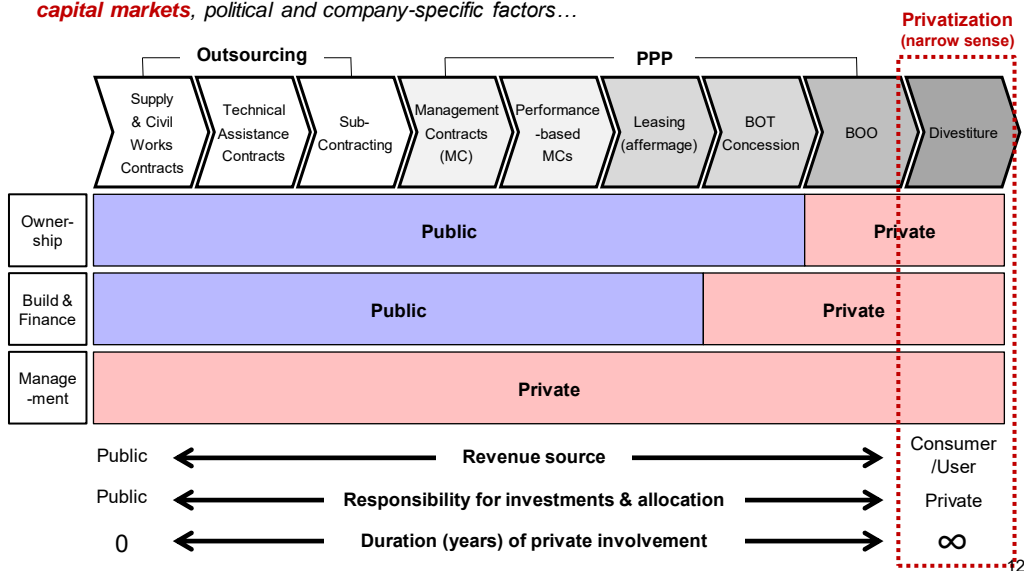 capital markets, political and company-specific factors…
Privatization
(narrow sense)
Outsourcing
PPP
Supply
& Civil
Works
Contracts
Technical
Assistance
Contracts
Sub-
Contracting
Management
Contracts
(MC)
Performance
-based
MCs
Leasing
(affermage)
BOT
Concession
BOO
Divestiture
Owner-
ship
Public
Private
Build &
Finance
Public
Private
Manage
-ment
Private
Public
Revenue source
Consumer
/User
Public
Responsibility for investments & allocation
Private
0
Duration (years) of private involvement
∞
12